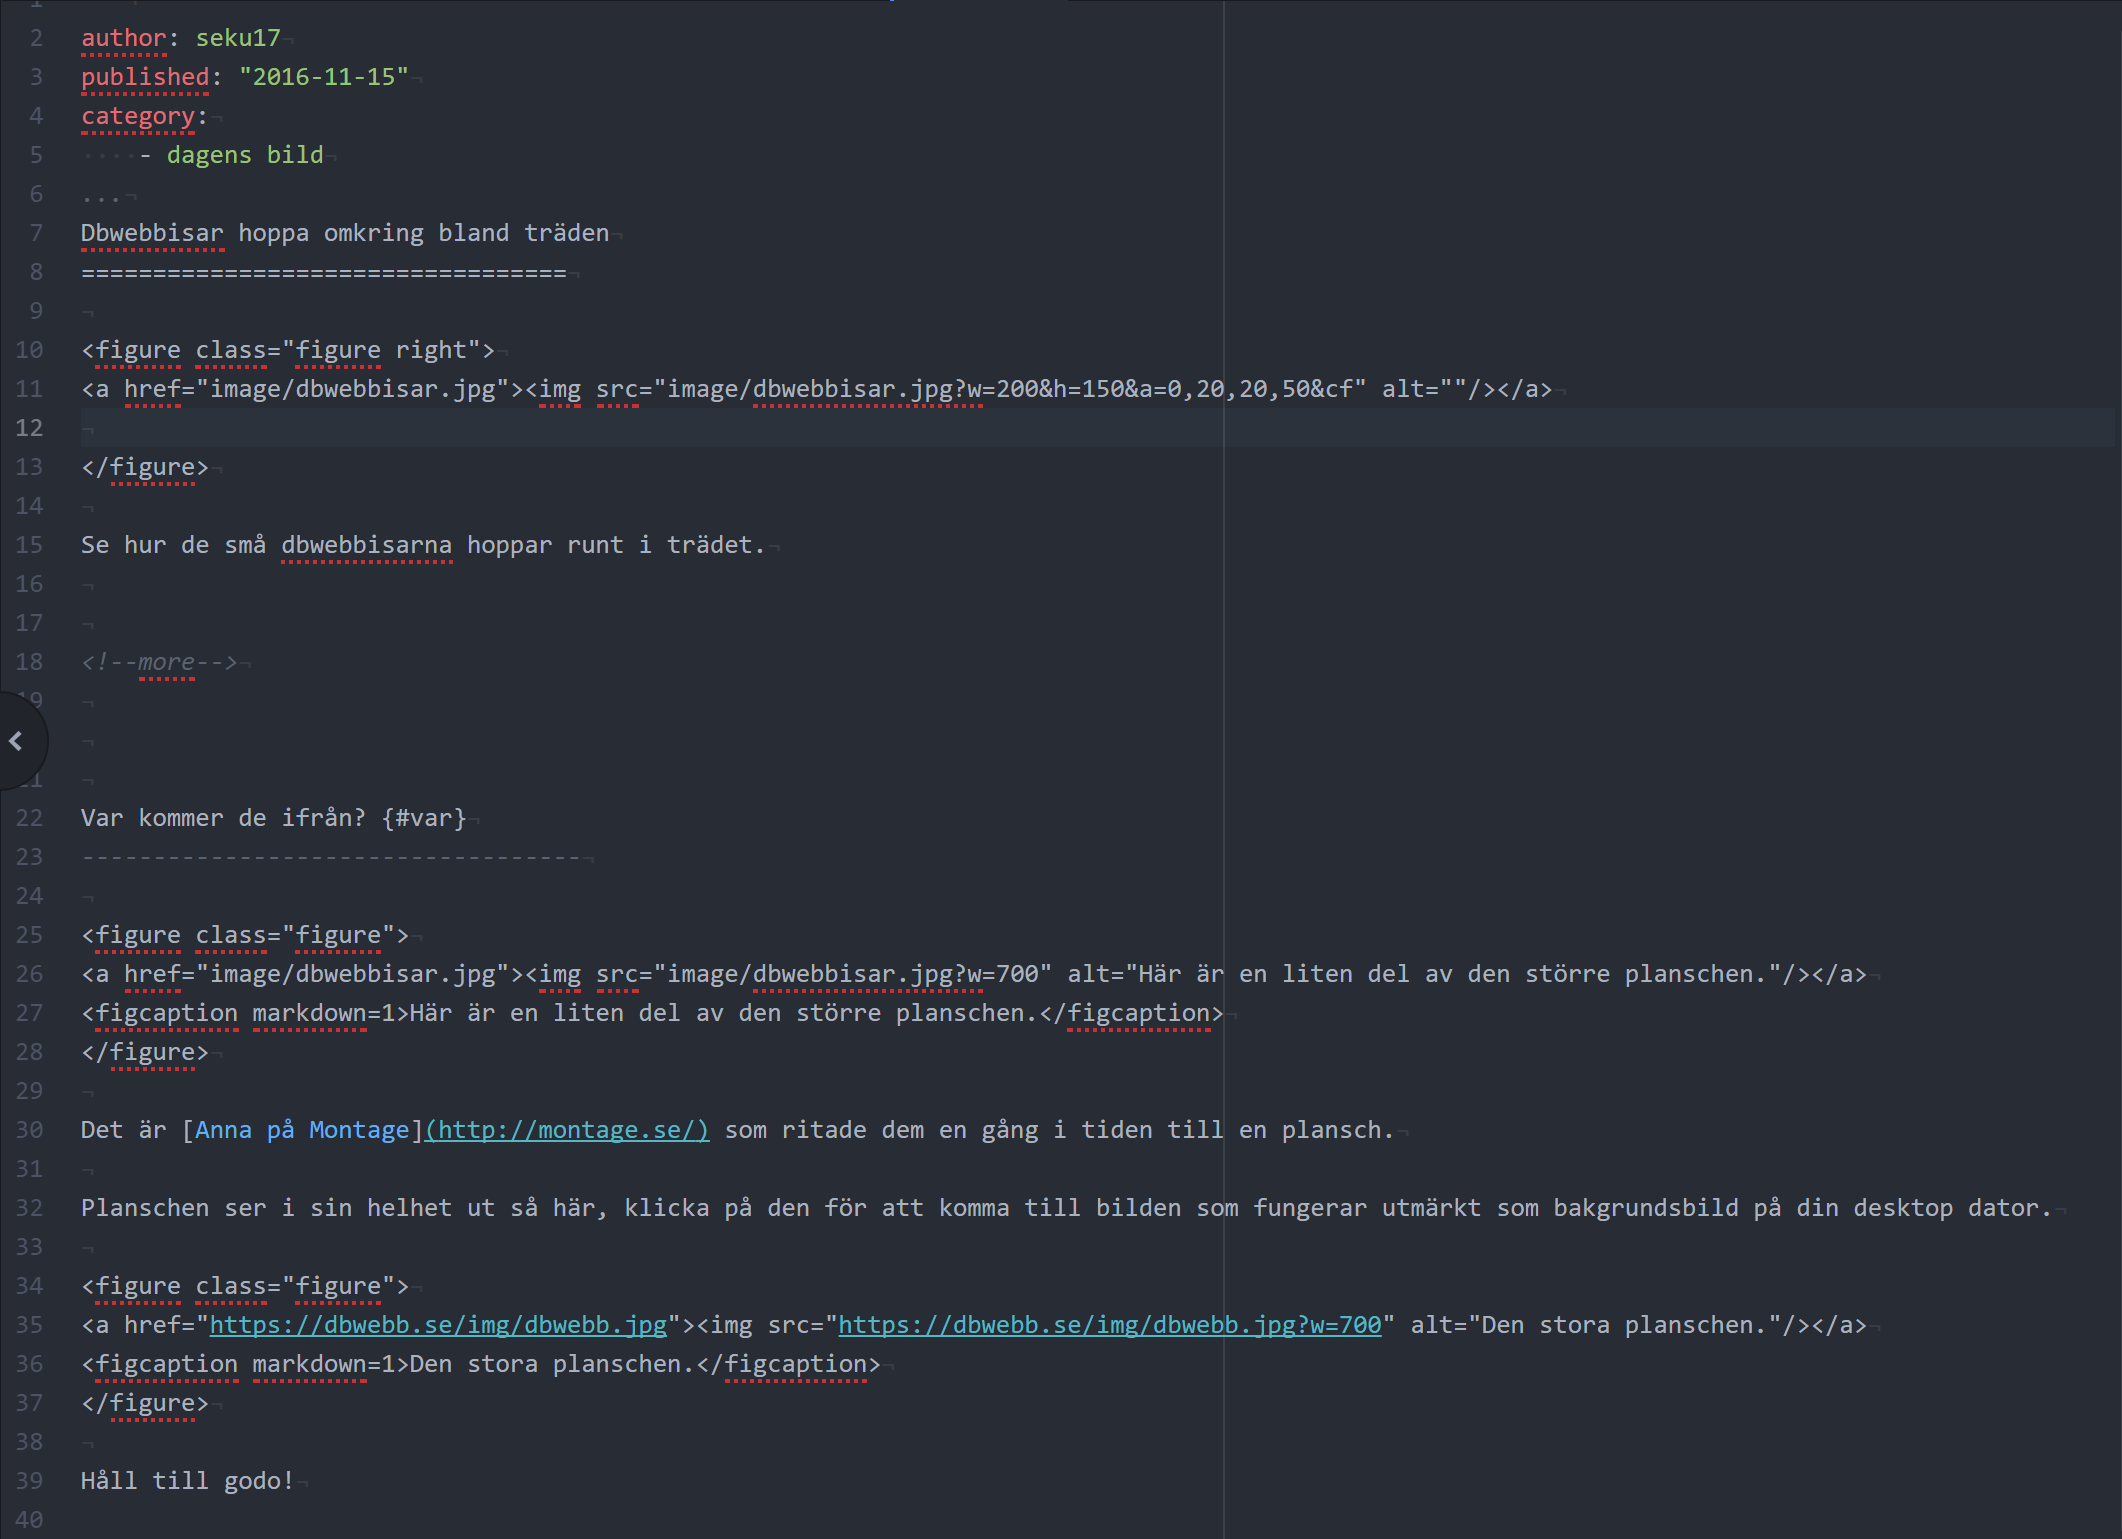 1
2 author: seku17
3 published: "2016-11-15"
4 category:
5     - dagens bild
6 ...
7 Dbwebbisar hoppa omkring bland träden
8 ==================================
9
10 <figure class="figure right">
11 <a href="image/dbwebbisar.jpg"><img src="image/dbwebbisar.jpg?w=200&h=150&a=0,20,20,50&cf" alt=""/></a>
12
13 </figure>
14
15 Se hur de små dbwebbisarna hoppar runt i trädet.
16
17
18 <!--more-->
19

22 Var kommer de ifrån? {#var}
23 -----------------------------------
24
25 <figure class="figure">
26 <a href="image/dbwebbisar.jpg"><img src="image/dbwebbisar.jpg?w=700" alt="Här är en liten del av den större planschen."/></a>
27 <figcaption markdown=1>Här är en liten del av den större planschen.</figcaption>
28 </figure>
29
30 Det är [Anna på Montage](http://montage.se/) som ritade dem en gång i tiden till en plansch.
31
32 Planschen ser i sin helhet ut så här, klicka på den för att komma till bilden som fungerar utmärkt som bakgrundsbild på din desktop dator.
33
34 <figure class="figure">
35 <a href="https://dbwebb.se/img/dbwebb.jpg"><img src="https://dbwebb.se/img/dbwebb.jpg?w=700" alt="Den stora planschen."/></a>
36 <figcaption markdown=1>Den stora planschen.</figcaption>
37 </figure>
38
39 Håll till godo!
40